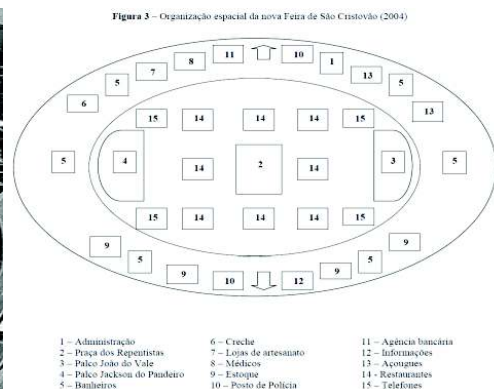 Figura 3 – Organização espacial da nova Feira de São Cristovão (2004)
11 10
8 1
7 13
5 5
6 13
15 14 14 14 15
5 4 14 2 14 3 5
15 14 14 14 15
9 9
5 5
9 9
10 12
1 – Administração
2 – Praça dos Repentistas
3 – Palco João do Vale
4 – Palco Jackson do Pandeiro
5 – Banheiros
6 – Creche
7 – Lojas de artesanato
8 – Médicos
9 – Estoque
10 – Posto de Polícia
11 – Agência bancária
12 – Informações
13 – Açougues
14 - Restaurantes
15 – Telefones